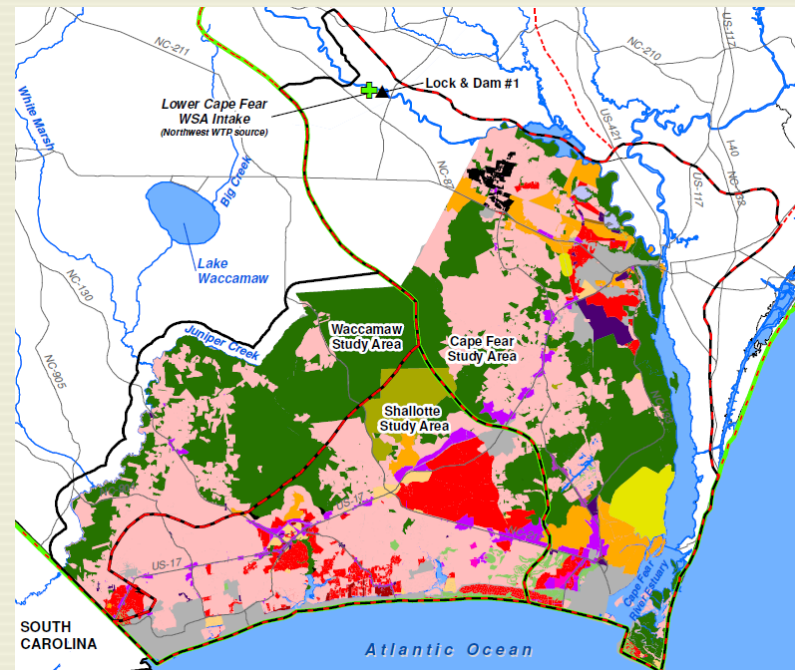 NC-211
US-117
NC-210
Lock & Dam #1
White Marsh
Lower Cape Fear
WSA Intake
(Northwest WTP source)
US-421
I-40
NC-87
US-117
Big Creek
Lake
Waccamaw
NC-130
Juniper Creek
Waccamaw
Study Area
Cape Fear
Study Area
NC-905
Shallotte
Study Area
US-17
US-17
Cape Fear
River Estuary
SOUTH
CAROLINA
Atlantic Ocean